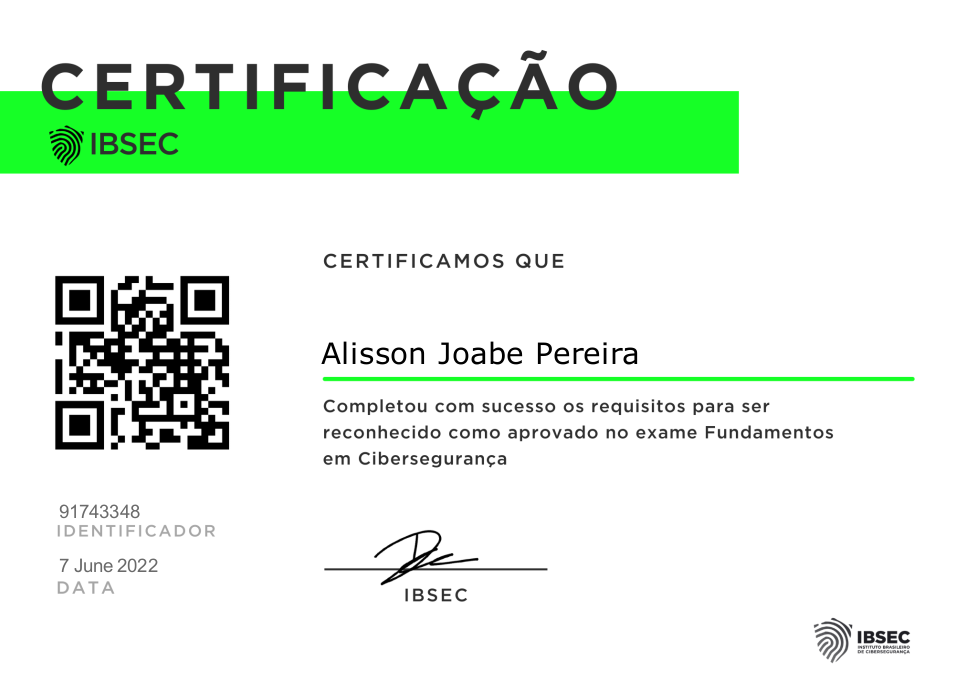 CERTIFICAÇÃO
IBSEC
CERTIFICAMOS QUE
Alisson Joabe Pereira
Completou com sucesso os requisitos para ser
reconhecido como aprovado no exame Fundamentos
em Cibersegurança
91743348
IDENTIFICADOR
7 June 2022
DATA
IBSEC
IBSEC
INSTITUTO BRASILEIRO
DE CIBERSEGURANÇA